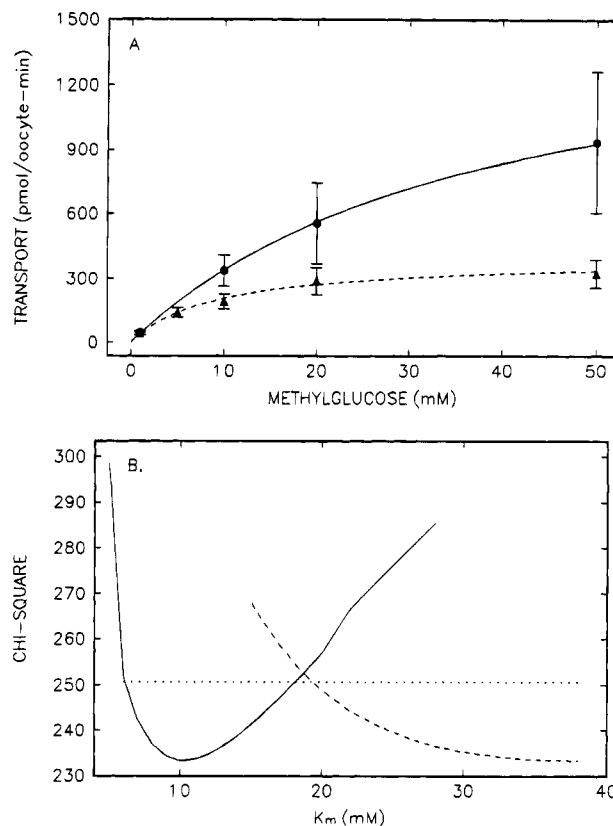 1500
A
1200
900
600
300
0
TRANSPORT (pmol/oocyte-min)
0 10 20 30 40 50
METHYLGLUCOSE (mM)
300
B.
290
280
270
260
250
240
230
CHI-SQUARE
10 20 30 40
Km (mM)